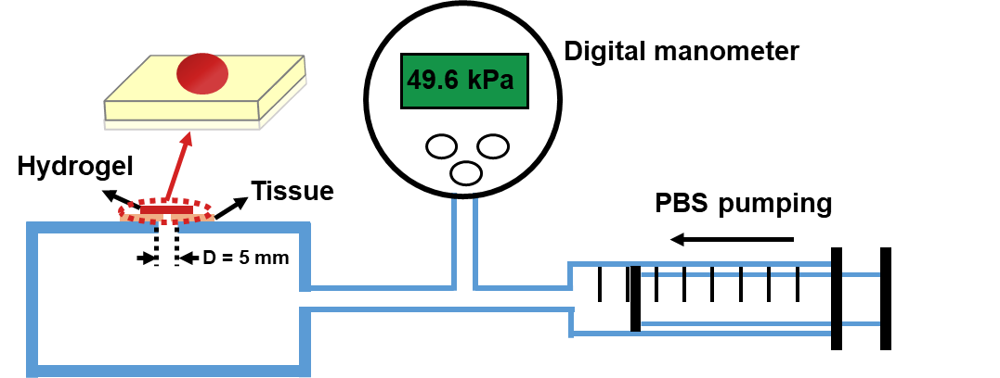 Digital manometer
49.6 kPa
Hydrogel
Tissue
PBS pumping
D = 5 mm